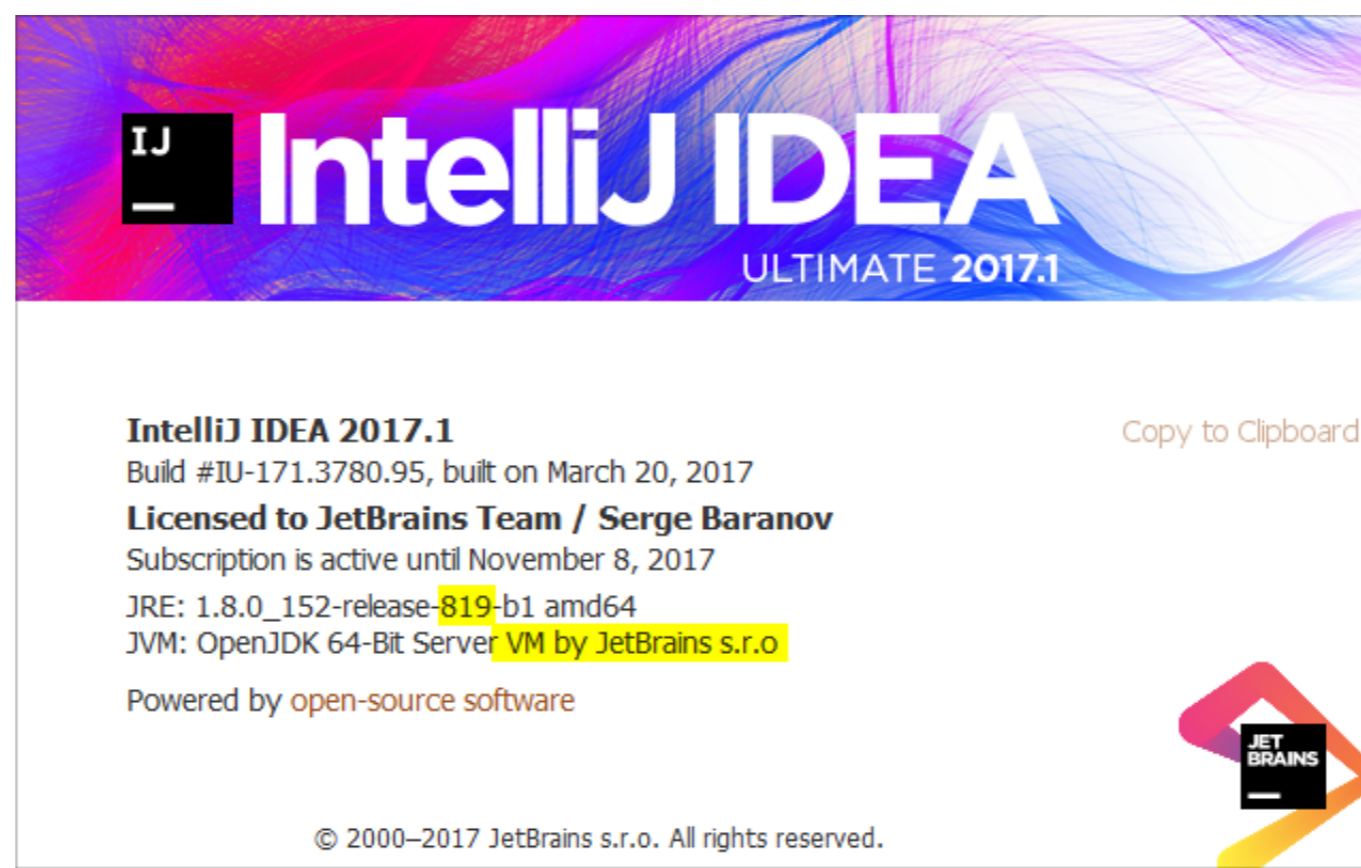 IJ
IntelliJ IDEA
ULTIMATE 2017.1
IntelliJ IDEA 2017.1
Copy to Clipboard
Build #IU-171.3780.95, built on March 20, 2017
Licensed to JetBrains Team / Serge Baranov
Subscription is active until November 8, 2017
JRE: 1.8.0_152-release-819-b1 amd64
JVM: OpenJDK 64-Bit Server VM by JetBrains s.r.o
Powered by open-source software
JET
BRAINS
© 2000–2017 JetBrains s.r.o. All rights reserved.